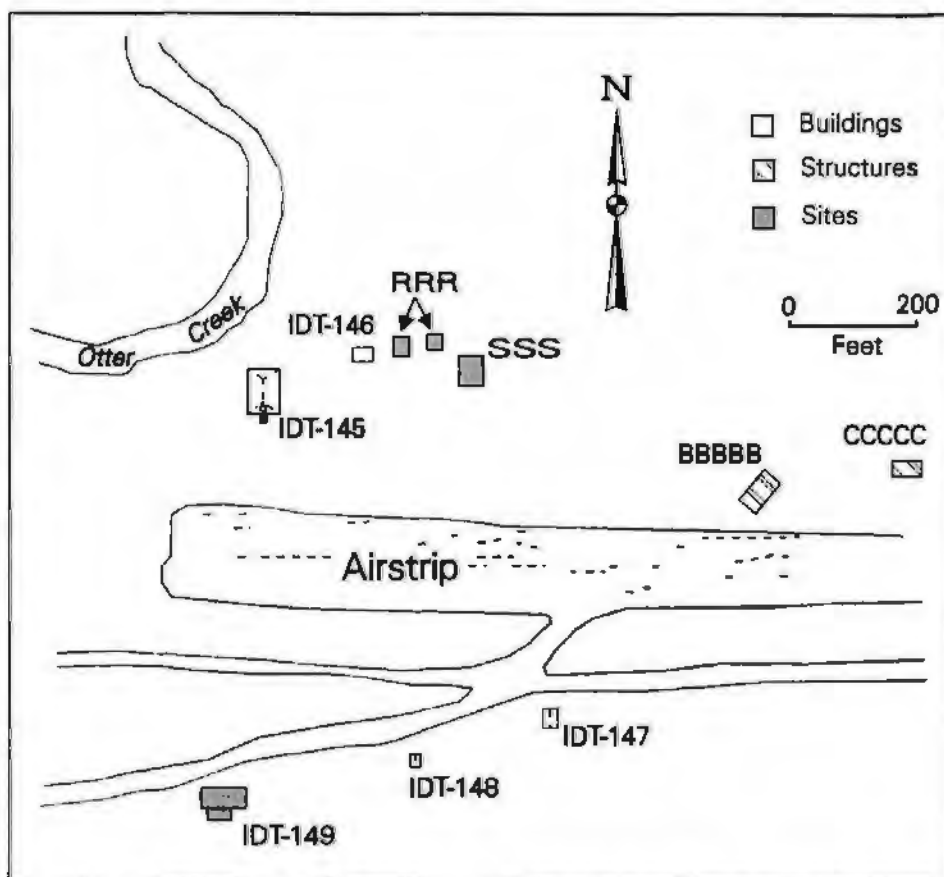 N
Buildings
Structures
Sites
0 200
Feet
Otter Creek
RRR
IDT-146
SSS
IDT-145
CCCCC
BBBBB
Airstrip
IDT-147
IDT-148
IDT-149